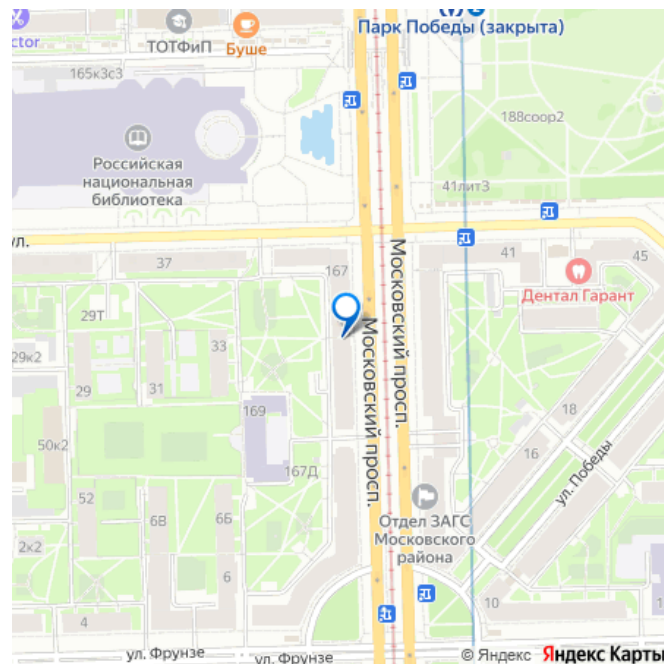 Парк Победы (закрыта)
ctor
ТОТФиП
Буше
165к3с3
188соор2
Российская
национальная
библиотека
41лит3
ул.
Московский просп.
37
167
41
45
Дентал Гарант
29Т
33
29к2
29
31
Московский просп.
169
18
16
50к2
167Д
ул. Победы
52
6В
6Б
Отдел ЗАГС
Московского
района
2к2
6
10
4
ул. Фрунзе
ул. Фрунзе
© Яндекс Яндекс Карты